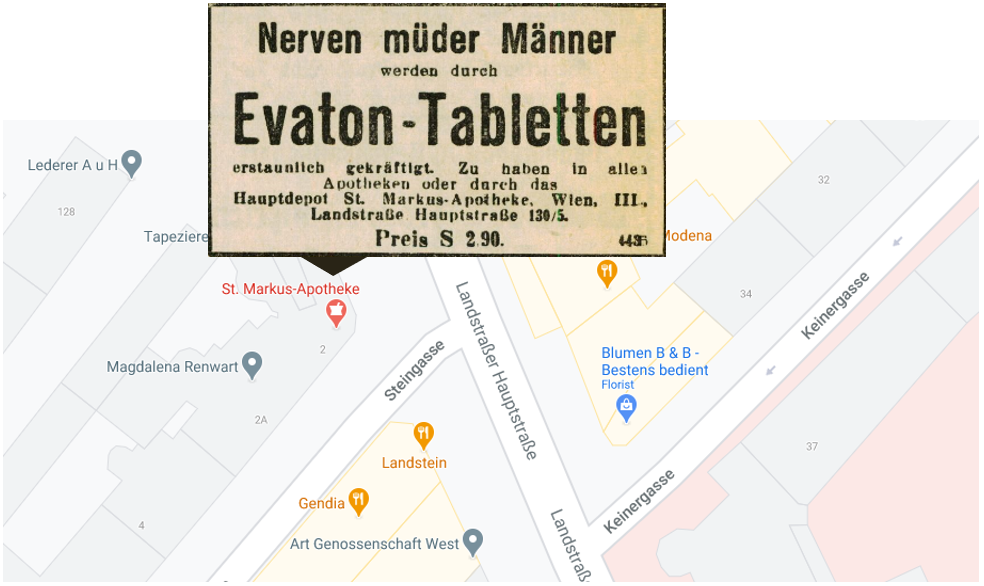 Nerven müder Männer
werden durch
Evaton-Tabletten
erstaunlich gekräftigt. Zu haben in allen
Apotheken oder durch das
Hauptdepot St. Markus-Apotheke, Wien, III.,
Landstraße Hauptstraße 130/5.
Preis S 2.90. 4436
Lederer A u H
128
Tapeziere
St. Markus-Apotheke
2
Magdalena Renwart
2A
4
Steingasse
Landstraßer Hauptstraße
Landstein
Gendia
Art Genossenschaft West
Landstraß
Modena
32
34
Keinergasse
Blumen B & B -
Bestens bedient
Florist
Keinergasse
37